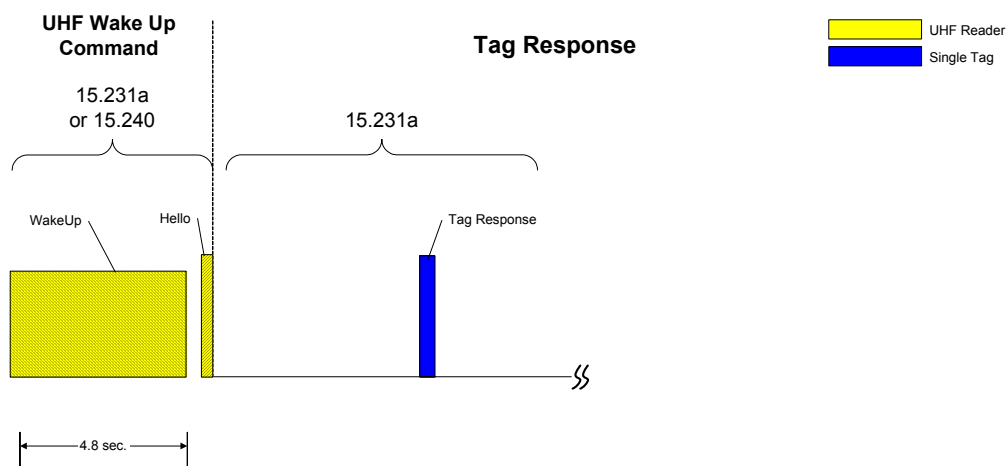 UHF Wake Up
Command
Tag Response
UHF Reader
Single Tag
15.231a
or 15.240
15.231a
WakeUp
Hello
Tag Response
4.8 sec.